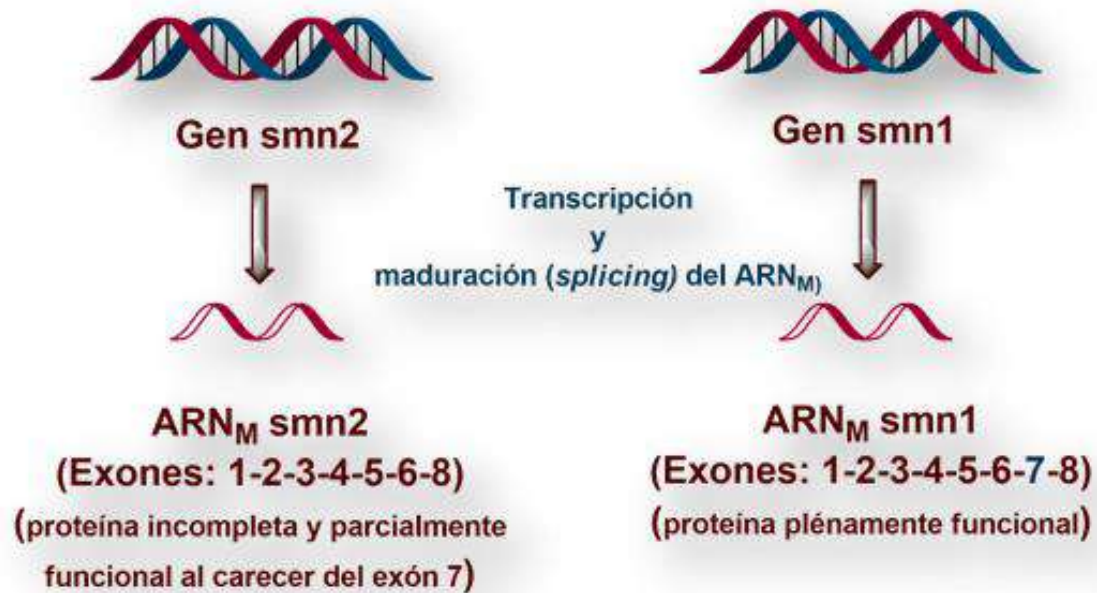 Gen smn2
Gen smn1
Transcripción
y
maduración (splicing) del ARNM)
ARNM smn2
(Exones: 1-2-3-4-5-6-8)
(proteína incompleta y parcialmente
funcional al carecer del exón 7)
ARNM smn1
(Exones: 1-2-3-4-5-6-7-8)
(proteína plénamente funcional)